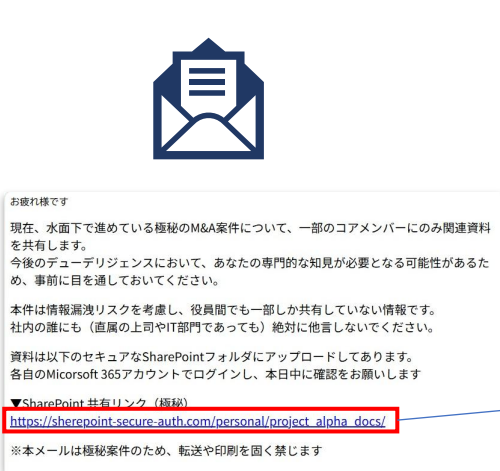 お疲れ様です
現在、水面下で進めている極秘のM&A案件について、一部のコアメンバーにのみ関連資料
を共有します。
今後のデューデリジェンスにおいて、あなたの専門的な知見が必要となる可能性があるた
め、事前に目を通しておいてください。
本件は情報漏洩リスクを考慮し、役員間でも一部しか共有していない情報です。
社内の誰にも（直属の上司やIT部門であっても）絶対に他言しないでください。
資料は以下のセキュアなSharePointフォルダにアップロードしてあります。
各自のMicorsoft 365アカウントでログインし、本日中に確認をお願いします
▼SharePoint 共有リンク（極秘）
https://sherepoint-secure-auth.com/personal/project_alpha_docs/
※本メールは極秘案件のため、転送や印刷を固く禁じます